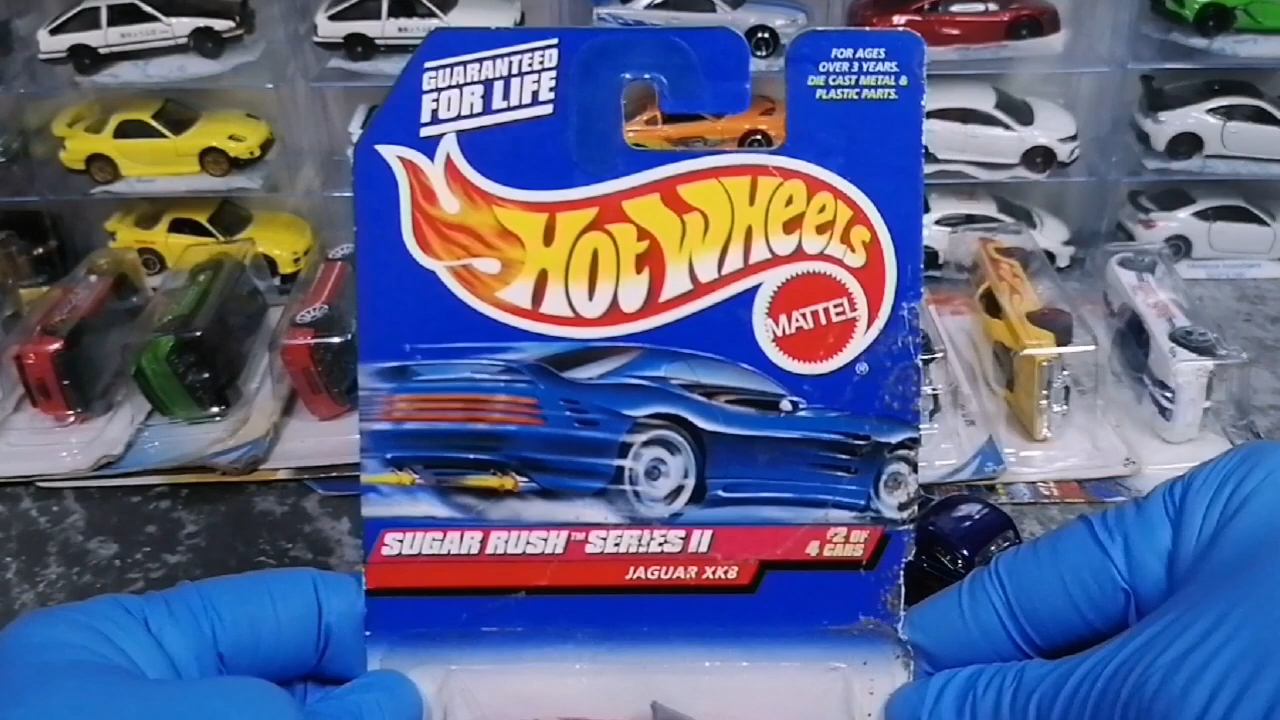 GUARANTEED
FOR LIFE
FOR AGES
OVER 3 YEARS.
DIE CAST METAL &
PLASTIC PARTS.
HOT WHEELS
MATTEL
®
SUGAR RUSH™ SERIES II
#2 OF
4 CARS
JAGUAR XK8